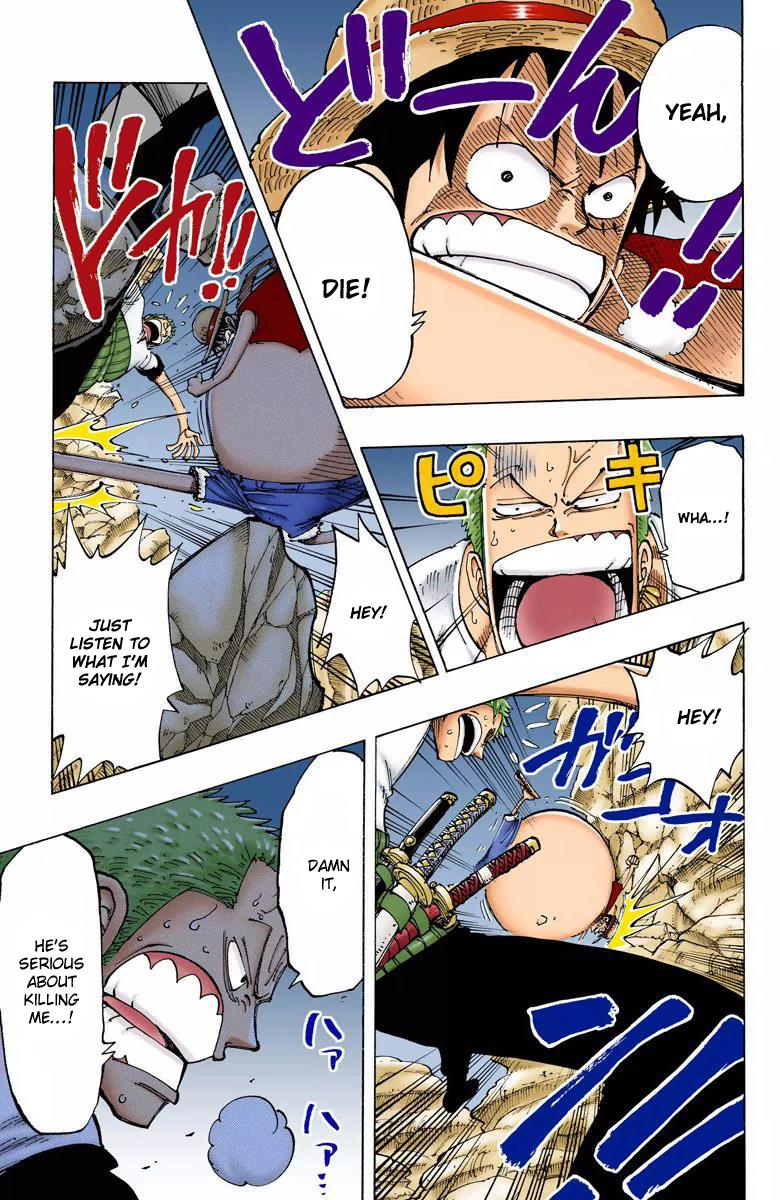 YEAH,
どーん!!
DIE!
ドカ!!
WHA...!
ピキ
HEY!
JUST
LISTEN TO
WHAT I'M
SAYING!
HEY!
ガコォ
DAMN
IT,
HE'S
SERIOUS
ABOUT
KILLING
ME...!
ハァ
ハァ...